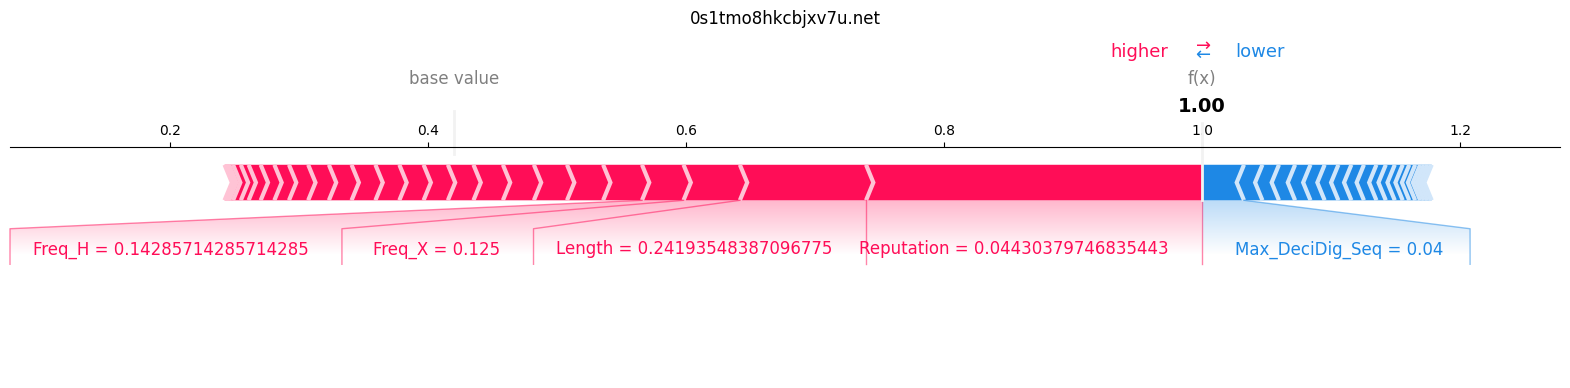 0s1tmo8hkcbjxv7u.net
higher ⇄ lower
base value f(x)
1.00
0.2 0.4 0.6 0.8 1.0 1.2
Freq_H = 0.14285714285714285 Freq_X = 0.125 Length = 0.24193548387096775 Reputation = 0.04430379746835443 Max_DeciDig_Seq = 0.04